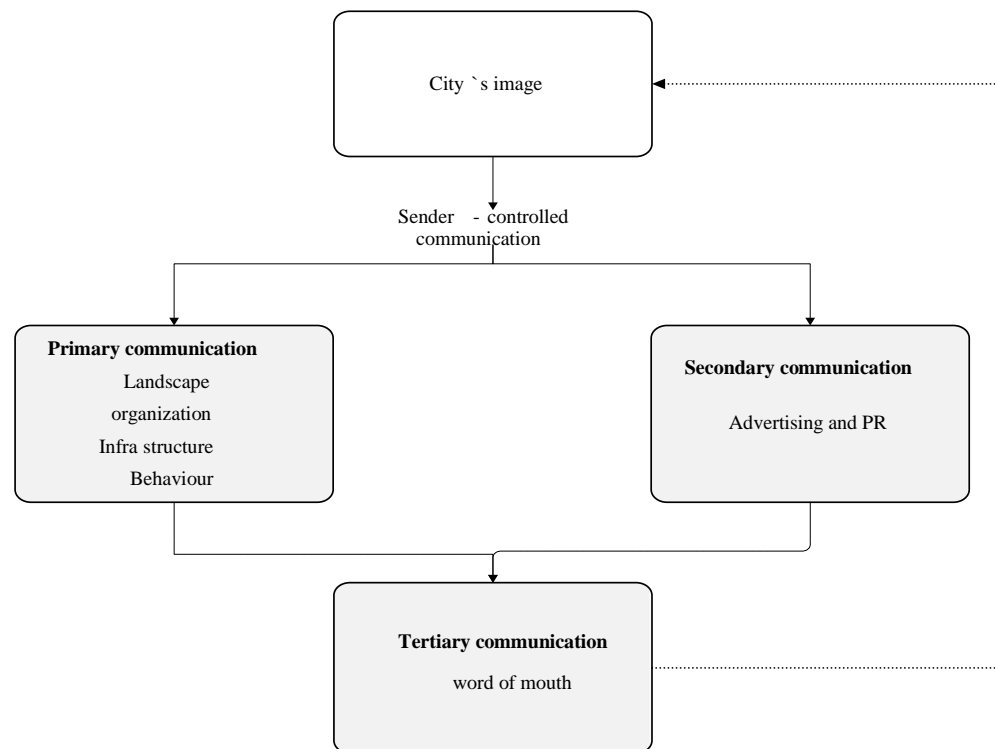 City `s image
Sender - controlled
communication
Primary communication
Landscape
organization
Infra structure
Behaviour
Secondary communication
Advertising and PR
Tertiary communication
word of mouth